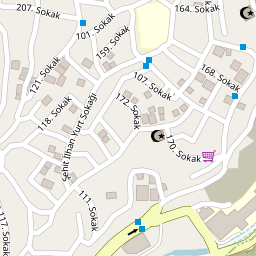 207. Sokak
164. Sokak
101. Sokak
159. Sokak
121. Sokak
107. Sokak
168. Sokak
118. Sokak
172. Sokak
Şehit İlhan Yurt Sokağı
170. Sokak
111. Sokak
117. Sokak